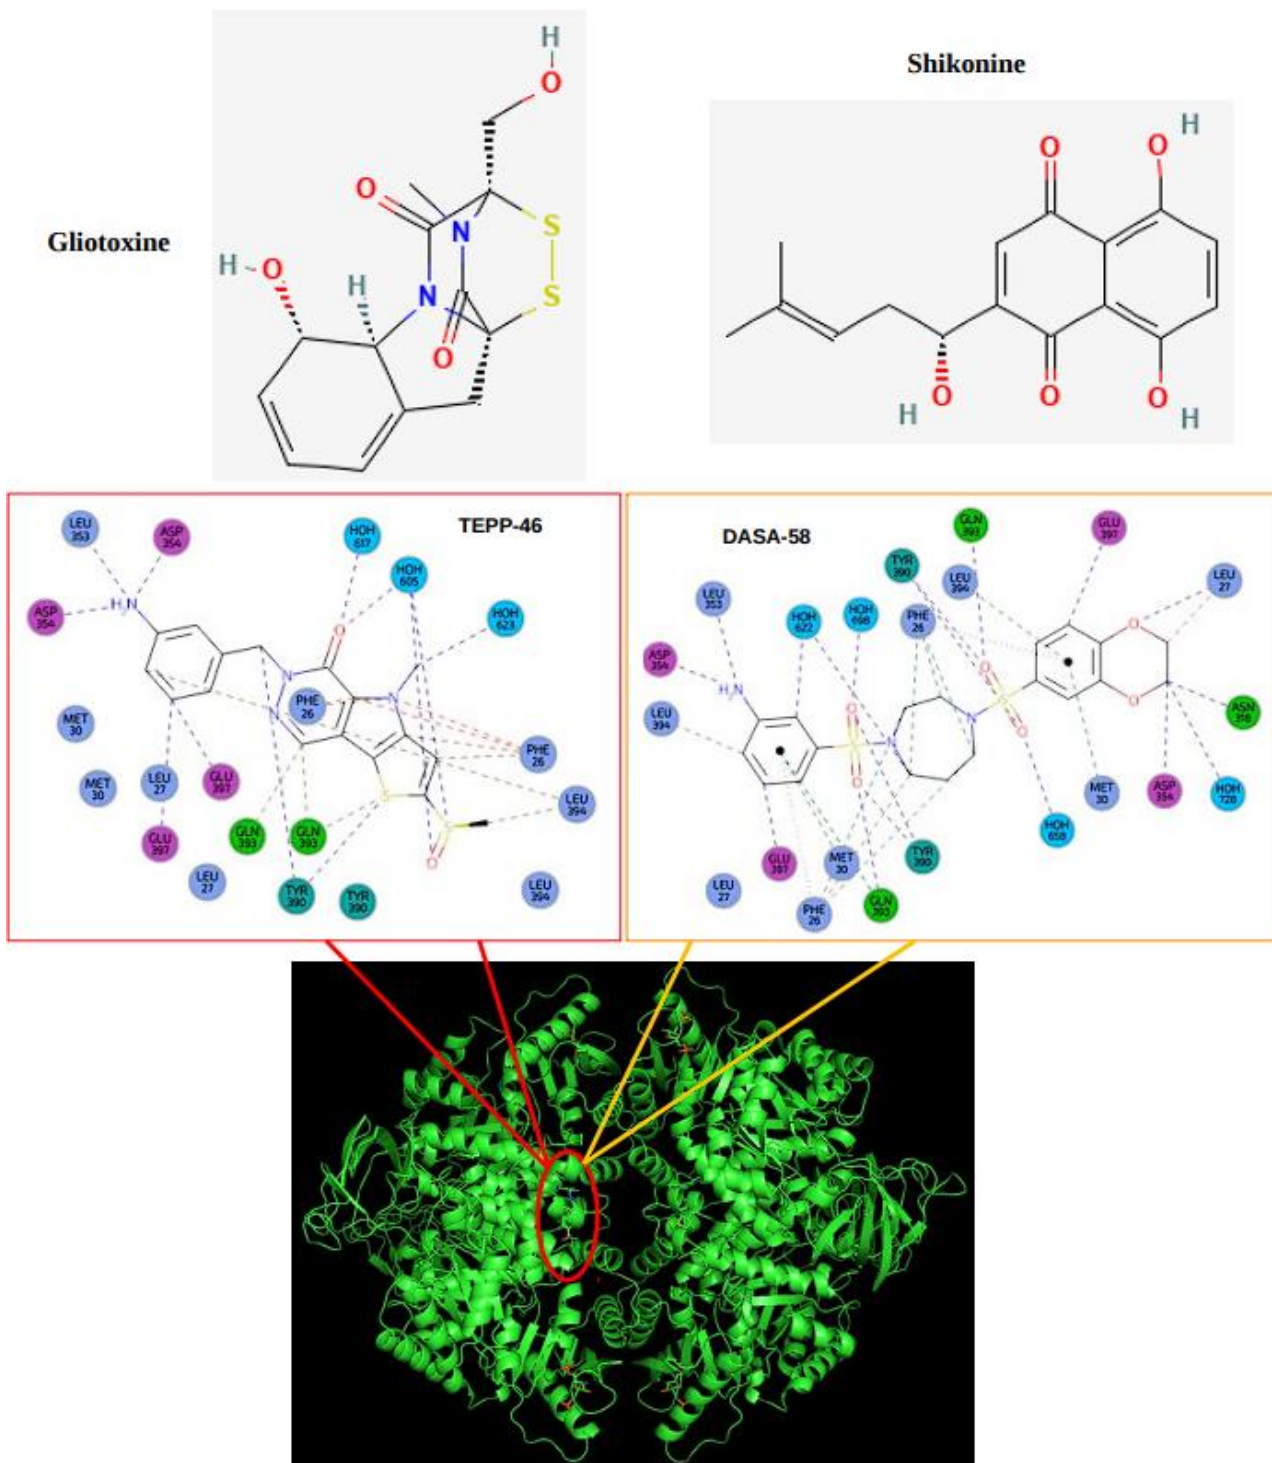 Gliotoxine
Shikonine
H
O
O
N
S
S
N
O
H
O
H
O
O
H
O
O
H
O
H
TEPP-46
LEU
353
ASP
354
HOH
617
HOH
605
HOH
623
ASP
354
H₂N
O
N
N
N
PHE
26
MET
30
MET
30
LEU
27
GLU
397
PHE
26
LEU
394
GLU
397
GLN
393
GLN
393
S
S
O
LEU
27
TYR
390
TYR
390
LEU
394
DASA-58
GLN
393
GLU
397
TYR
390
LEU
394
LEU
27
LEU
353
HOH
622
HOH
698
PHE
26
ASP
354
H₂N
LEU
394
O
S
O
N
N
O
S
O
O
O
ASN
318
GLU
397
MET
30
TYR
390
HOH
658
MET
30
ASP
354
HOH
728
LEU
27
PHE
26
GLN
393